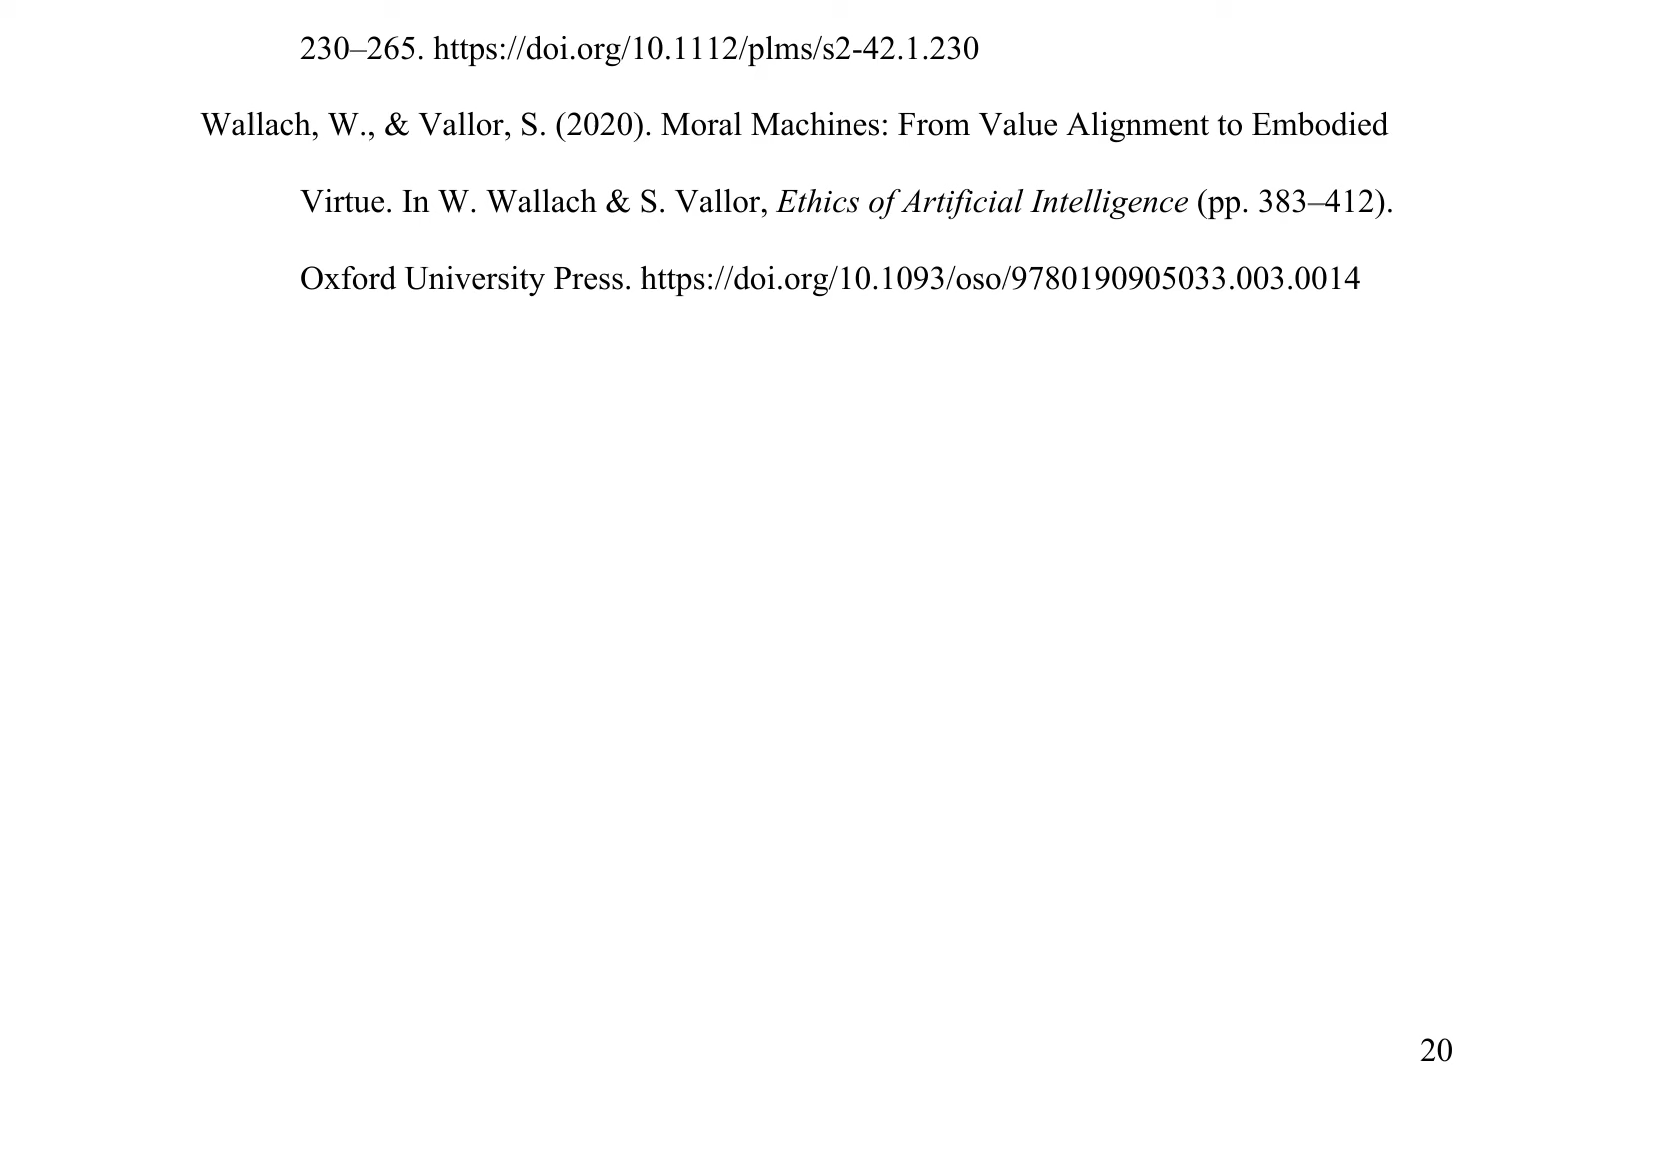 230–265. https://doi.org/10.1112/plms/s2-42.1.230
Wallach, W., & Vallor, S. (2020). Moral Machines: From Value Alignment to Embodied
Virtue. In W. Wallach & S. Vallor, Ethics of Artificial Intelligence (pp. 383–412).
Oxford University Press. https://doi.org/10.1093/oso/9780190905033.003.0014
20